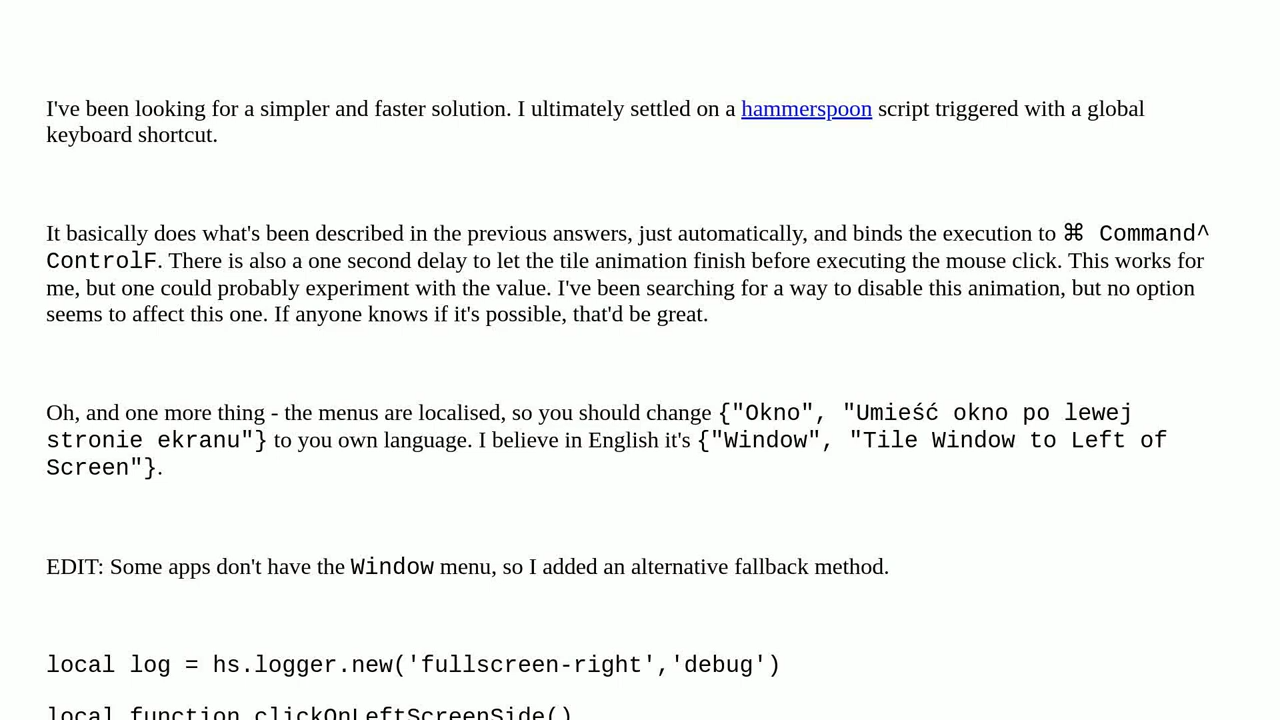 I've been looking for a simpler and faster solution. I ultimately settled on a hammerspoon script triggered with a global
keyboard shortcut.
It basically does what's been described in the previous answers, just automatically, and binds the execution to ⌘ Command^
ControlF. There is also a one second delay to let the tile animation finish before executing the mouse click. This works for
me, but one could probably experiment with the value. I've been searching for a way to disable this animation, but no option
seems to affect this one. If anyone knows if it's possible, that'd be great.
Oh, and one more thing - the menus are localised, so you should change {"Okno", "Umieść okno po lewej
stronie ekranu"} to you own language. I believe in English it's {"Window", "Tile Window to Left of
Screen"}.
EDIT: Some apps don't have the Window menu, so I added an alternative fallback method.
local log = hs.logger.new('fullscreen-right','debug')
local function clickOnLeftScreenSide()